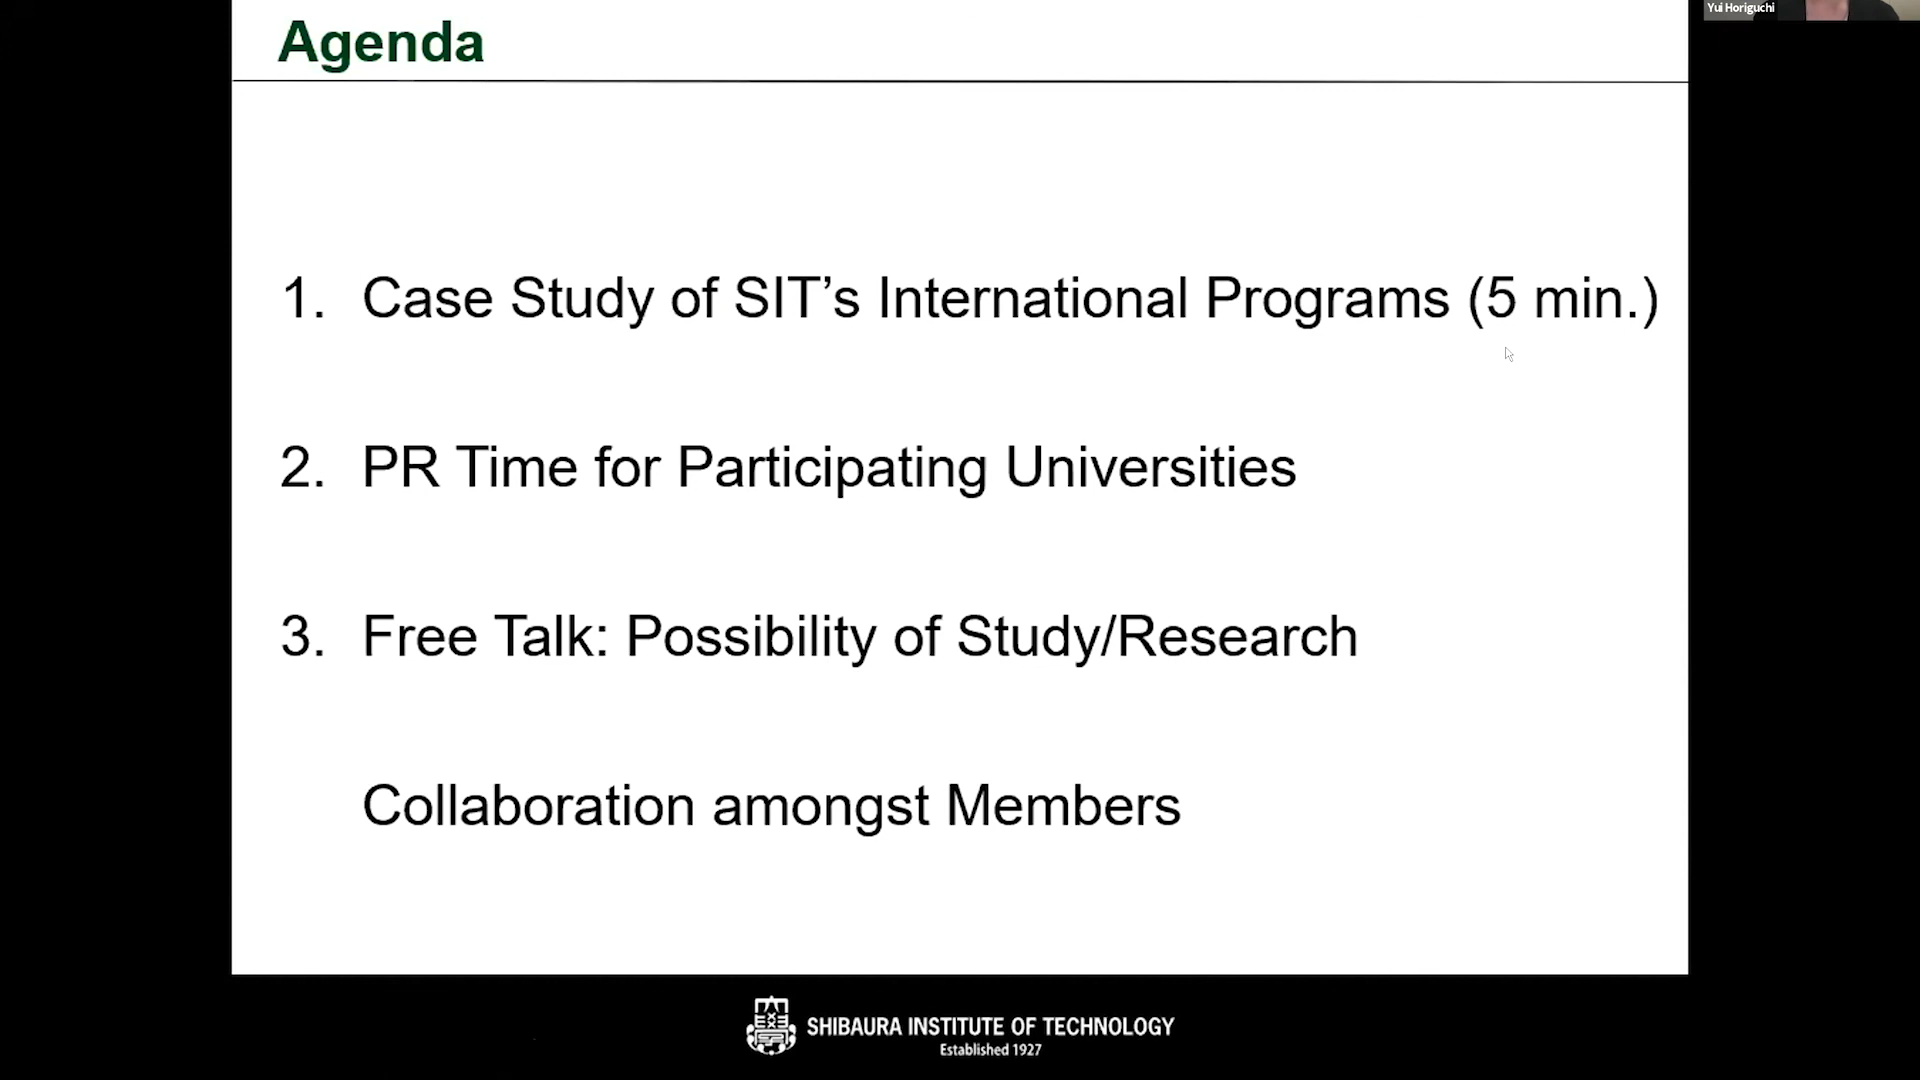 Agenda
Yui Horiguchi
1. Case Study of SIT’s International Programs (5 min.)
2. PR Time for Participating Universities
3. Free Talk: Possibility of Study/Research
Collaboration amongst Members
SHIBAURA INSTITUTE OF TECHNOLOGY
Established 1927